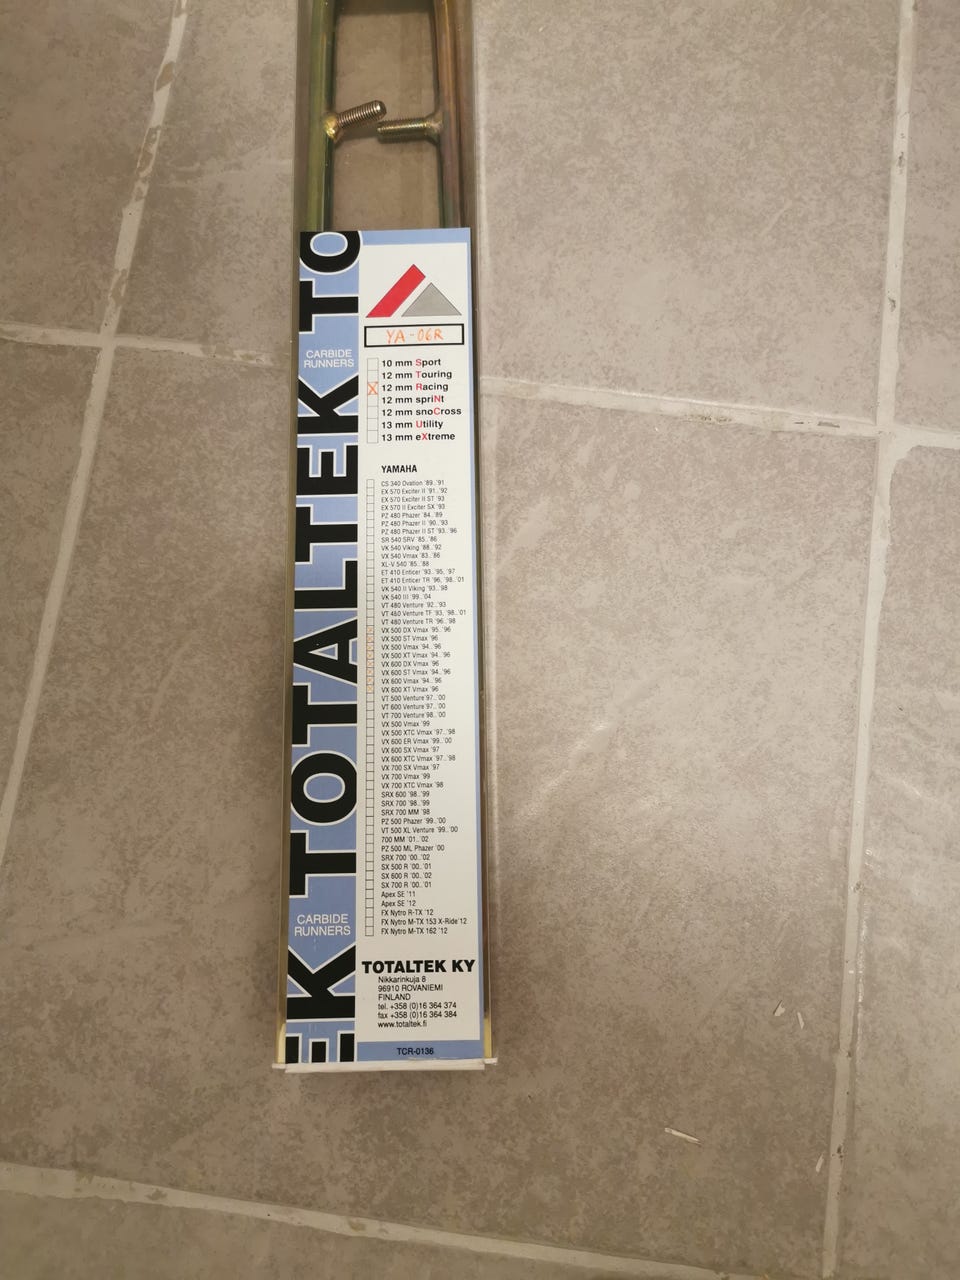 TOTALTEK TO
CARBIDE
RUNNERS
EK TOTALTEK TO
CARBIDE
RUNNERS
YA-06R
10 mm Sport
12 mm Touring
X 12 mm Racing
12 mm spriNt
12 mm snoCross
13 mm Utility
13 mm eXtreme
YAMAHA
CS 340 Ovation '89..'91
EX 570 Exciter II '91..'92
EX 570 Exciter II ST '93
EX 570 II Exciter SX '93
PZ 480 Phazer '84..'89
PZ 480 Phazer II '90..'93
PZ 480 Phazer II ST '93..'96
SR 540 SRV '85..'86
VK 540 Viking '88..'92
VX 540 Vmax '83..'86
XL-V 540 '85..'88
ET 410 Enticer '93..'95, '97
ET 410 Enticer TR '96, '98..'01
VK 540 II Viking '93..'98
VK 540 III '99..'04
VT 480 Venture '92..'93
VT 480 Venture TF '93, '98..'01
VT 480 Venture TR '96..'98
VX 500 DX Vmax '95..'96
VX 500 ST Vmax '96
VX 500 Vmax '94..'96
VX 500 XT Vmax '94..'96
VX 600 DX Vmax '96
VX 600 ST Vmax '94..'96
VX 600 Vmax '94..'96
VX 600 XT Vmax '96
VT 500 Venture'97..'00
VT 600 Venture 97..'00
VT 700 Venture'98..'00
VX 500 Vmax '99
VX 500 XTC Vmax '97..'98
VX 600 ER Vmax '99..'00
VX 600 SX Vmax '97
VX 600 XTC Vmax '97..'98
VX 700 SX Vmax '97
VX 700 Vmax '99
VX 700 XTC Vmax '98
SRX 600 '98..'99
SRX 700 '98..'99
SRX 700 MM '98
PZ 500 Phazer '99..'00
VT 500 XL Venture '99..'00
700 MM '01..'02
PZ 500 ML Phazer '00
SRX 700 '00..'02
SX 500 R '00..'01
SX 600 R '00..'02
SX 700 R '00..'01
Apex SE '11
Apex SE '12
FX Nytro R-TX '12
FX Nytro M-TX 153 X-Ride'12
FX Nytro M-TX 162 '12
TOTALTEK KY
Nikkarinkuja 8
96910 ROVANIEMI
FINLAND
tel. +358 (0)16 364 374
fax +358 (0)16 364 384
www.totaltek.fi
TCR-0136